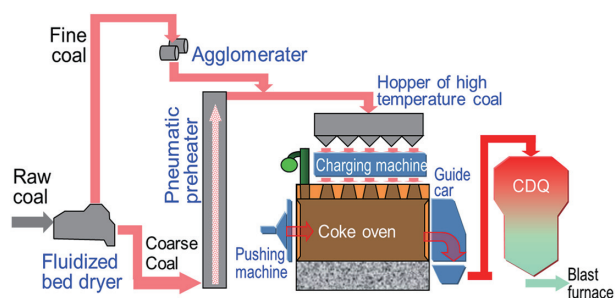 Fine
coal
Agglomerater
Hopper of high
temperature coal
Pneumatic
preheater
Charging machine
Guide
car
CDQ
Raw
coal
Coarse
Coal
Coke oven
Pushing
machine
Fluidized
bed dryer
Blast
furnace